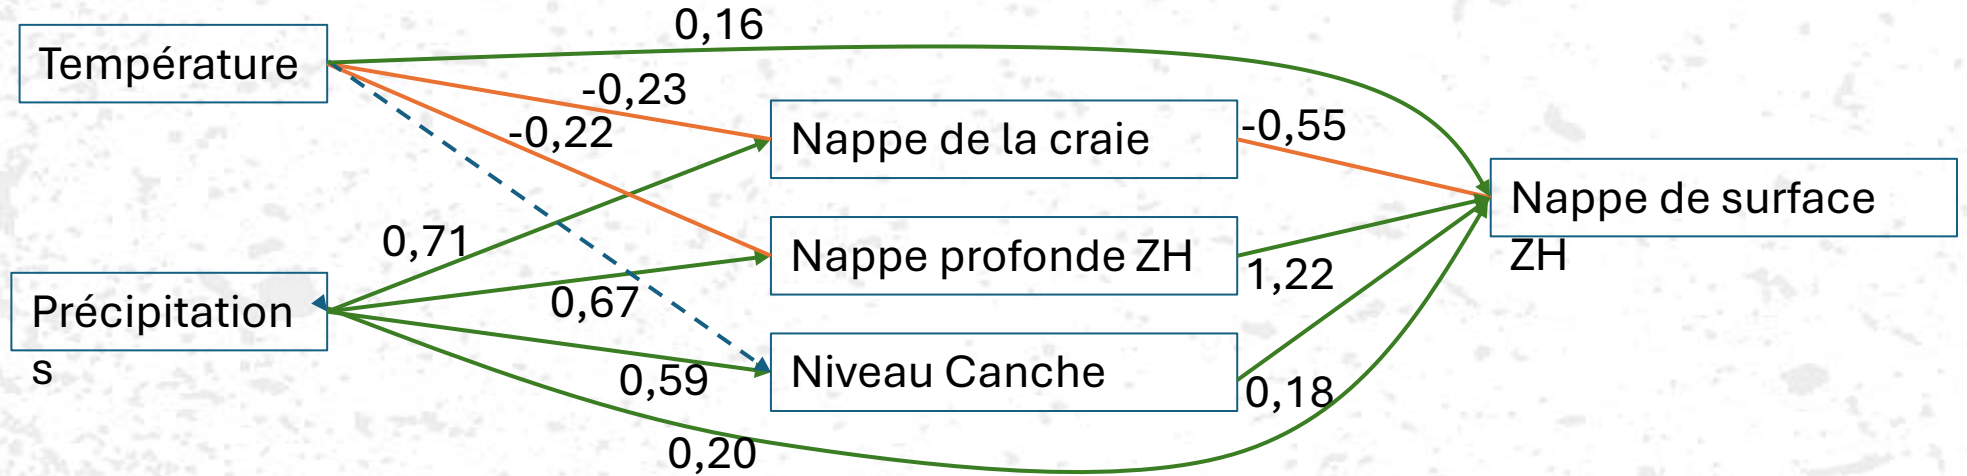 0,16
Température
-0,23
-0,22
Nappe de la craie
-0,55
Nappe de surface
ZH
0,71
Nappe profonde ZH
1,22
Précipitation
s
0,67
0,59
Niveau Canche
0,18
0,20